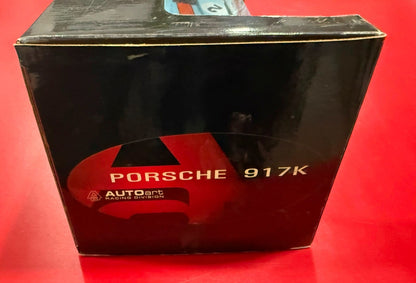 PORSCHE 917K
AUTOart
RACING DIVISION